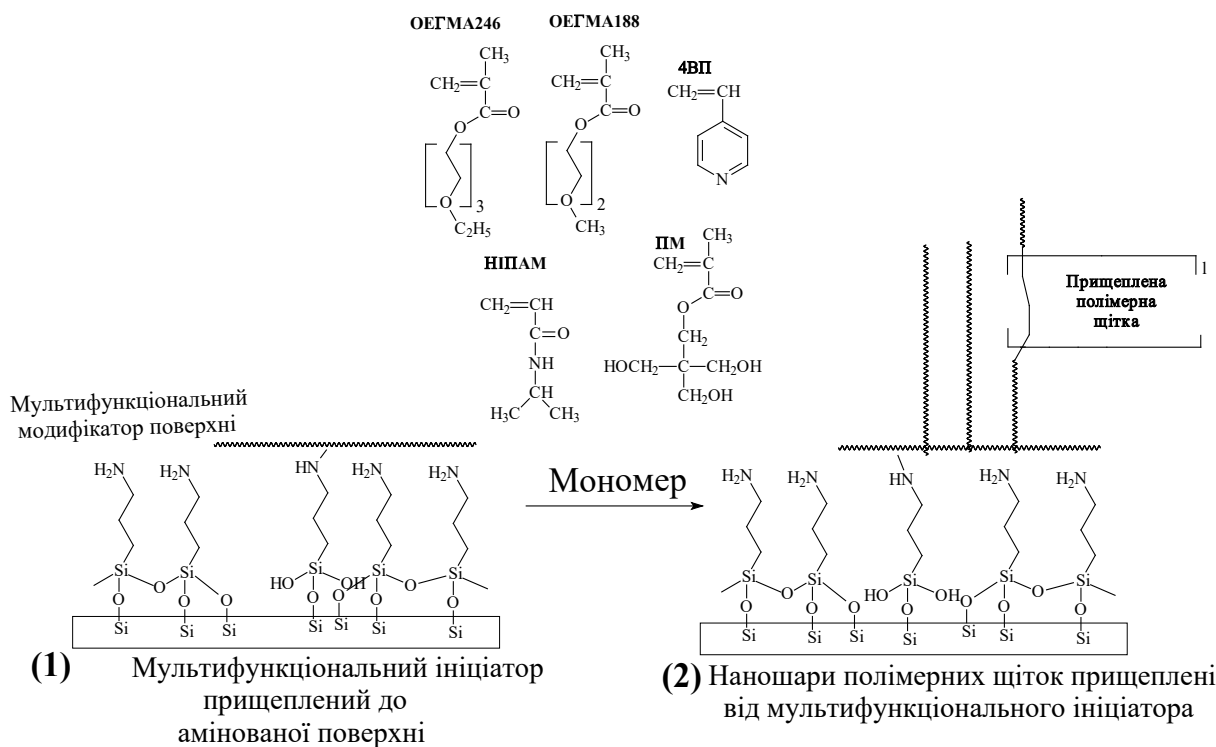 ОЕГМА246
ОЕГМА188
4ВП
CH3
CH2
C
C
O
O
O
3
C2H5
CH3
CH2
C
C
O
O
O
2
CH3
CH2
CH
N
НІПАМ
CH2
CH
C
O
NH
CH
H3C
CH3
ПМ
CH3
CH2
C
C
O
O
CH2
HOCH2
C
CH2OH
CH2OH
Прищеплена
полімерна
щітка
l
Мультифункціональний
модифікатор поверхні
H2N
H2N
HN
H2N
H2N
Si
O
Si
HO
Si
OH
Si
O
Si
O
O
O
O
O
O
O
Si
Si
Si
Si
Si
Si
Si
Мономер
H2N
H2N
HN
H2N
H2N
Si
O
Si
HO
Si
OH
Si
O
Si
O
O
O
O
O
O
O
Si
Si
Si
Si
Si
Si
Si
(1) Мультифункціональний ініціатор
прищеплений до
амінованої поверхні
(2) Наношари полімерних щіток прищеплені
від мультифункціонального ініціатора